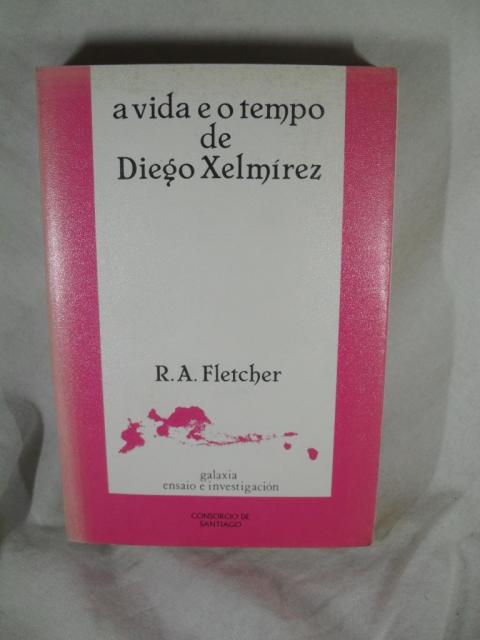 a vida e o tempo
de
Diego Xelmírez
R. A. Fletcher
galaxia
ensaio e investigación
CONSORCIO DE
SANTIAGO